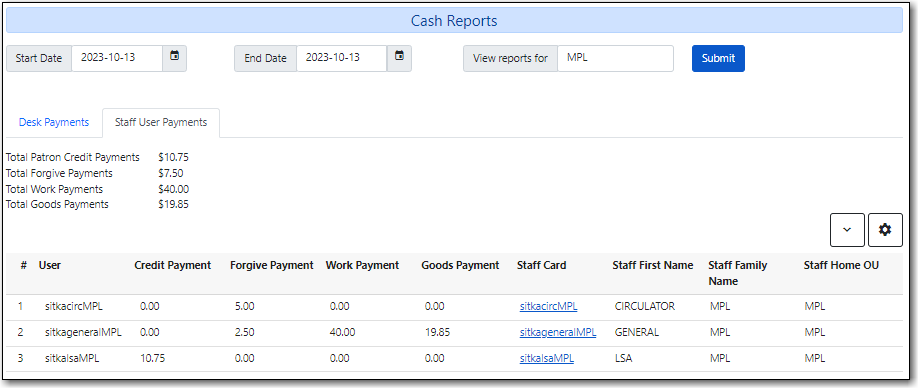 Cash Reports
Start Date 2023-10-13 End Date 2023-10-13 View reports for MPL Submit
Desk Payments Staff User Payments
Total Patron Credit Payments $10.75
Total Forgive Payments $7.50
Total Work Payments $40.00
Total Goods Payments $19.85
# User Credit Payment Forgive Payment Work Payment Goods Payment Staff Card Staff First Name Staff Family Name Staff Home OU
1 sitkacircMPL 0.00 5.00 0.00 0.00 sitkacircMPL CIRCULATOR MPL MPL
2 sitkageneralMPL 0.00 2.50 40.00 19.85 sitkageneralMPL GENERAL MPL MPL
3 sitkalsaMPL 10.75 0.00 0.00 0.00 sitkalsaMPL LSA MPL MPL